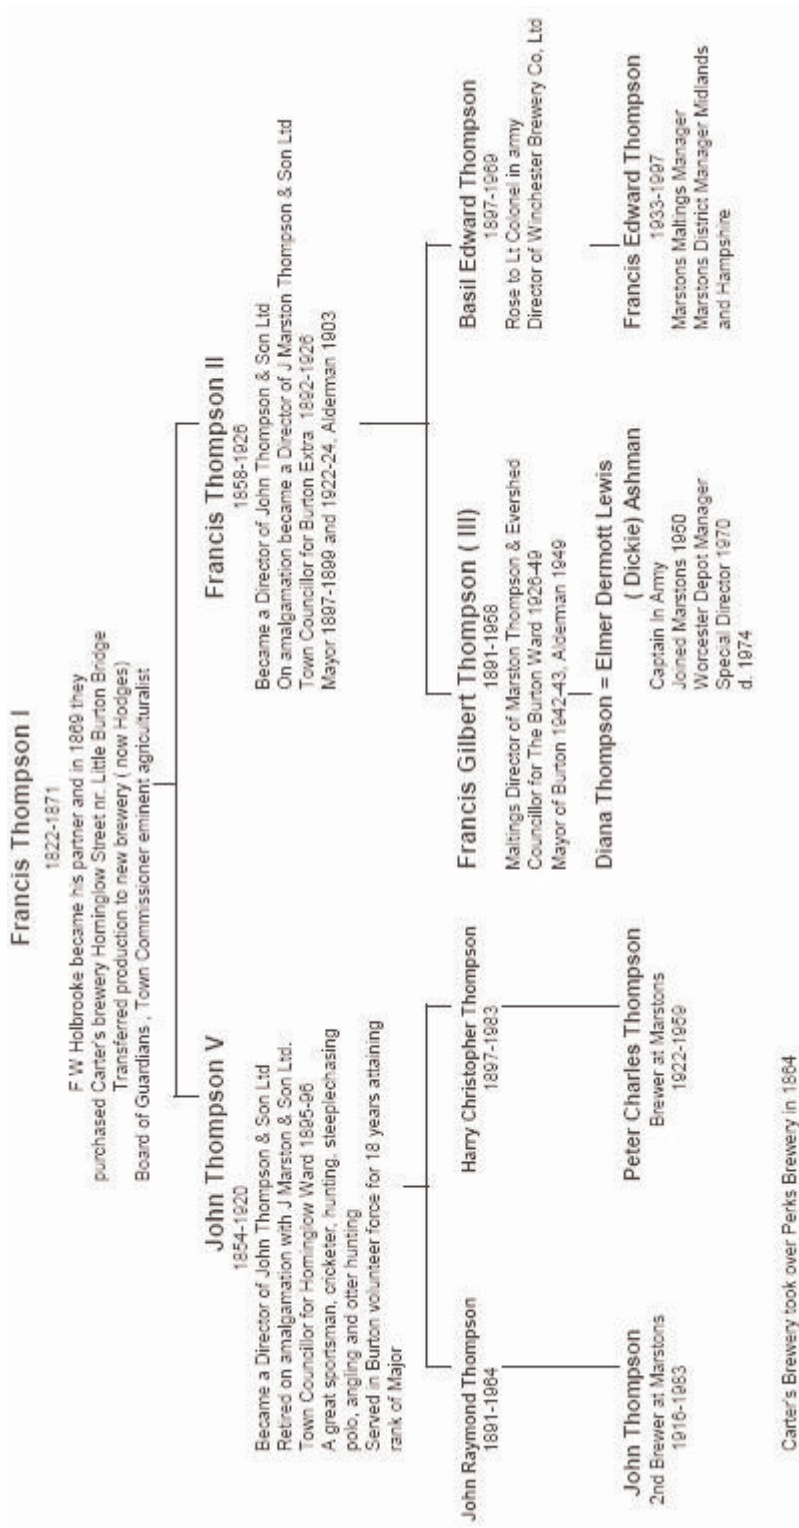 Francis Thompson I
1822-1871
F W Holbrooke became his partner and in 1869 they
purchased Carter's brewery Horninglow Street nr. Little Burton Bridge
Transferred production to new brewery ( now Hodges)
Board of Guardians , Town Commissioner eminent agriculturalist
John Thompson V
1854-1920
Became a Director of John Thompson & Son Ltd
Retired on amalgamation with J Marston & Son Ltd.
Town Councillor for Horninglow Ward 1895-96
A great sportsman, cricketer, hunting, steeplechasing
polo, angling and otter hunting
Served in Burton volunteer force for 18 years attaining
rank of Major
Francis Thompson II
1858-1926
Became a Director of John Thompson & Son Ltd
On amalgamation became a Director of J Marston Thompson & Son Ltd
Town Councillor for Burton Extra 1892-1926
Mayor 1897-1899 and 1922-24, Alderman 1903
John Raymond Thompson
1891-1964
Harry Christopher Thompson
1897-1983
Francis Gilbert Thompson ( III)
1891-1958
Maltings Director of Marston Thompson & Evershed
Councillor for The Burton Ward 1926-49
Mayor of Burton 1942-43, Alderman 1949
Basil Edward Thompson
1897-1969
Rose to Lt Colonel in army
Director of Winchester Brewery Co, Ltd
John Thompson
2nd Brewer at Marstons
1916-1983
Peter Charles Thompson
Brewer at Marstons
1922-1959
Diana Thompson = Elmer Dermott Lewis
( Dickie) Ashman
Captain In Army
Joined Marstons 1950
Worcester Depot Manager
Special Director 1970
d. 1974
Francis Edward Thompson
1933-1997
Marstons Maltings Manager
Marstons District Manager Midlands
and Hampshire
Carter's Brewery took over Perks Brewery in 1864